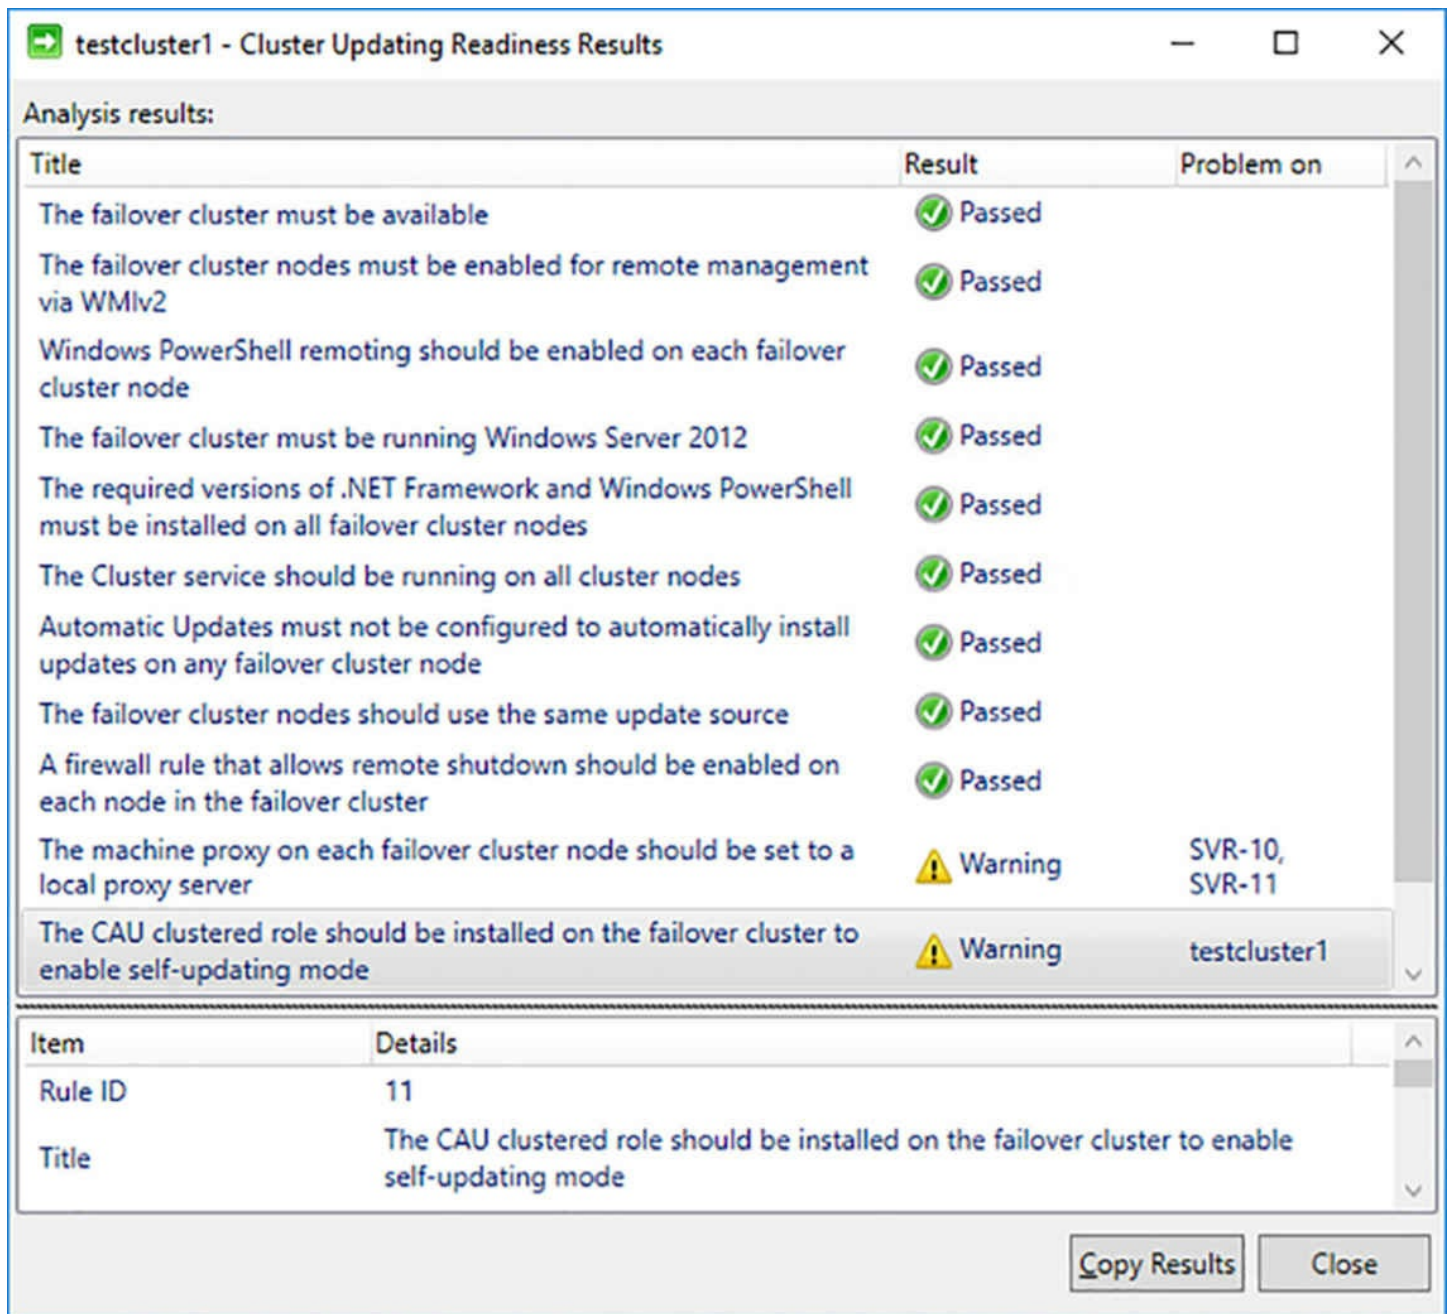 testcluster1 - Cluster Updating Readiness Results
Analysis results:
Title Result Problem on
The failover cluster must be available Passed
The failover cluster nodes must be enabled for remote management
via WMIv2 Passed
Windows PowerShell remoting should be enabled on each failover
cluster node Passed
The failover cluster must be running Windows Server 2012 Passed
The required versions of .NET Framework and Windows PowerShell
must be installed on all failover cluster nodes Passed
The Cluster service should be running on all cluster nodes Passed
Automatic Updates must not be configured to automatically install
updates on any failover cluster node Passed
The failover cluster nodes should use the same update source Passed
A firewall rule that allows remote shutdown should be enabled on
each node in the failover cluster Passed
The machine proxy on each failover cluster node should be set to a
local proxy server Warning SVR-10,
SVR-11
The CAU clustered role should be installed on the failover cluster to
enable self-updating mode Warning testcluster1
Item Details
Rule ID 11
Title The CAU clustered role should be installed on the failover cluster to enable
self-updating mode
Copy Results Close